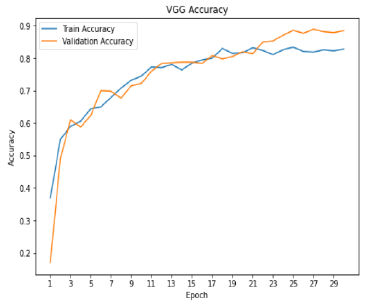 VGG Accuracy
Train Accuracy
Validation Accuracy
Accuracy
0.9
0.8
0.7
0.6
0.5
0.4
0.3
0.2
1 3 5 7 9 11 13 15 17 19 21 23 25 27 29
Epoch